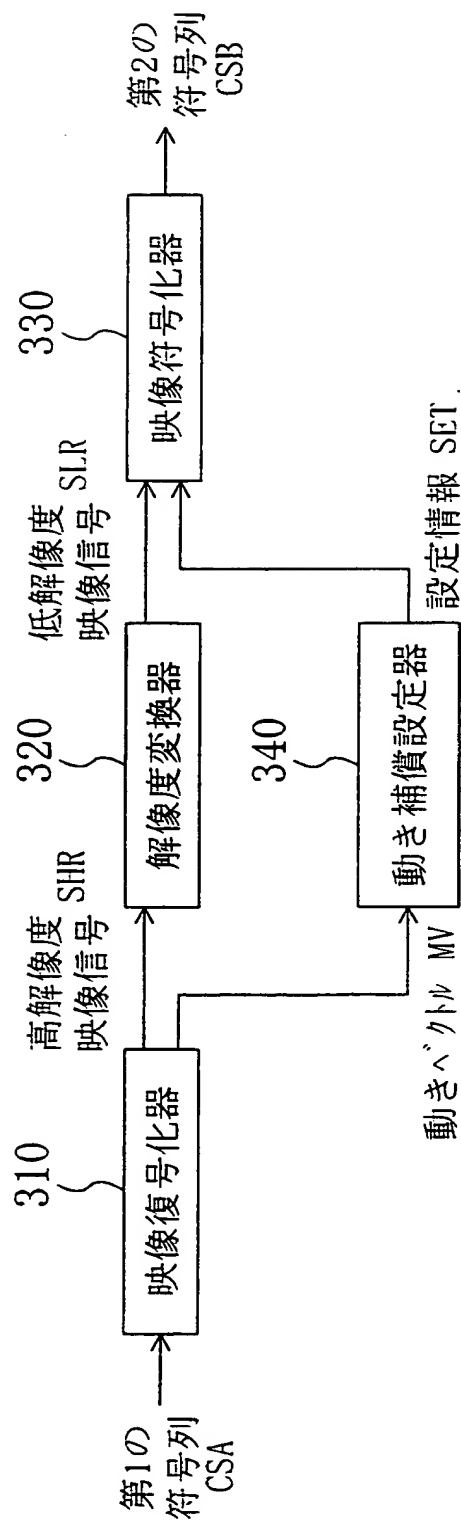 第1の
符号列
CSA
310
映像復号化器
高解像度
映像信号 SHR
動きベクトル MV
320
解像度変換器
340
動き補償設定器
低解像度
映像信号 SLR
設定情報 SET
330
映像符号化器
第2の
符号列
CSB